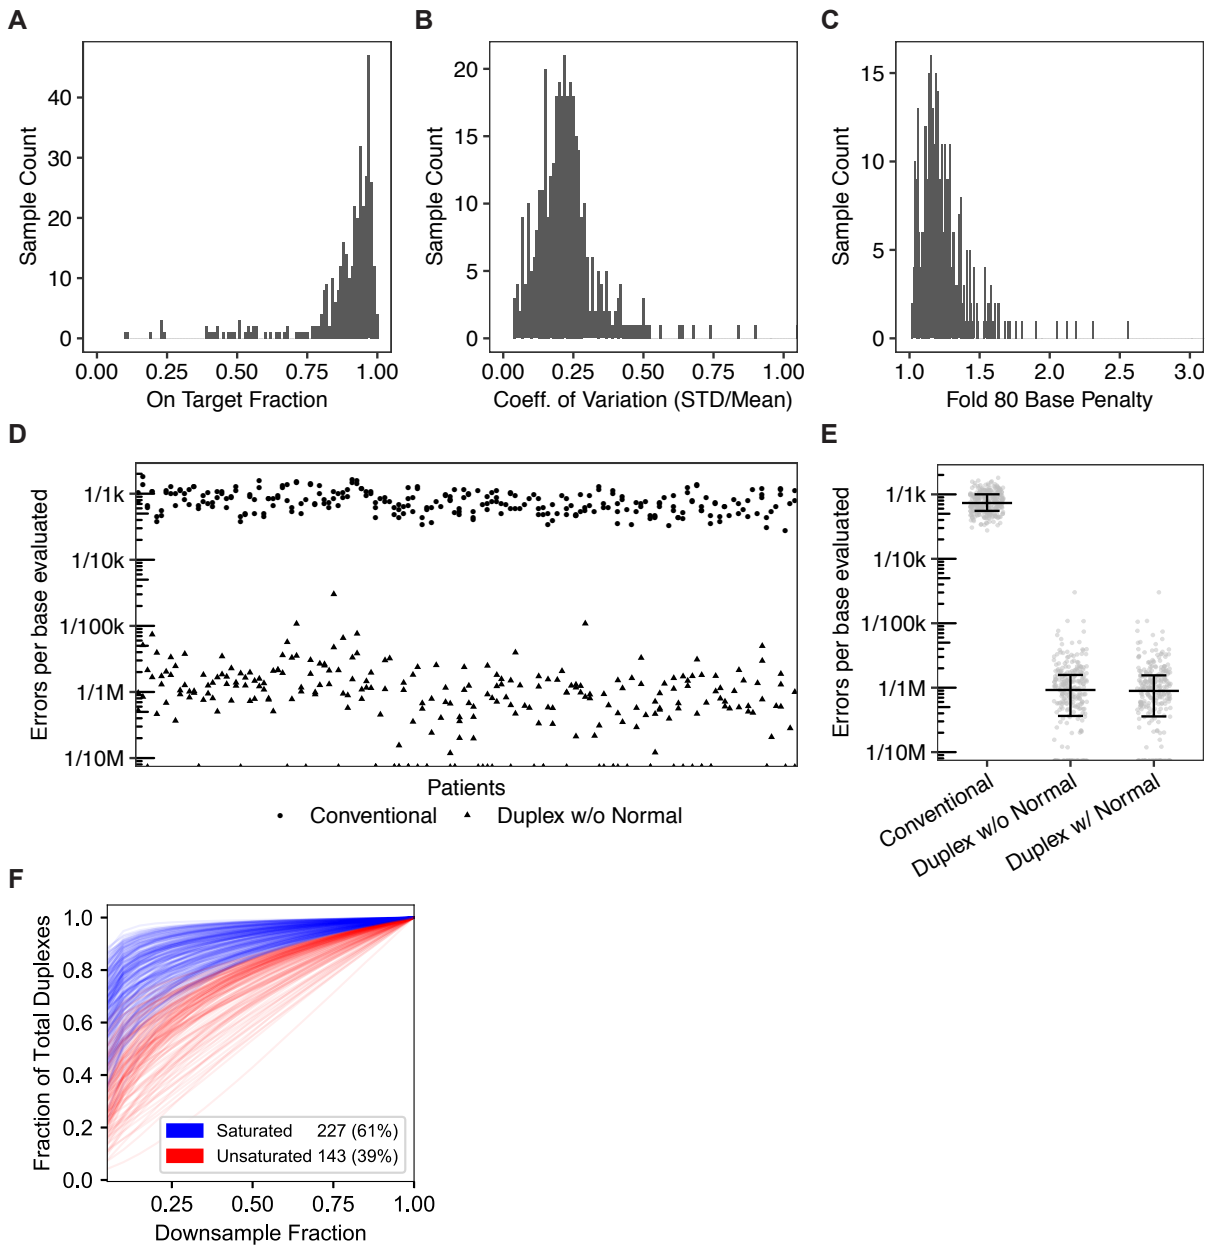 A
B
C
Sample Count
40
30
20
10
0
0.00
0.25
0.50
0.75
1.00
On Target Fraction
Sample Count
20
15
10
5
0
0.00
0.25
0.50
0.75
1.00
Coeff. of Variation (STD/Mean)
Sample Count
15
10
5
0
1.0
1.5
2.0
2.5
3.0
Fold 80 Base Penalty
D
E
Errors per base evaluated
1/1k
1/10k
1/100k
1/1M
1/10M
Patients
Conventional
Duplex w/o Normal
Errors per base evaluated
1/1k
1/10k
1/100k
1/1M
1/10M
Conventional
Duplex w/o Normal
Duplex w/ Normal
F
Fraction of Total Duplexes
1.0
0.8
0.6
0.4
0.2
0.0
Saturated 227 (61%)
Unsaturated 143 (39%)
0.25
0.50
0.75
1.00
Downsample Fraction